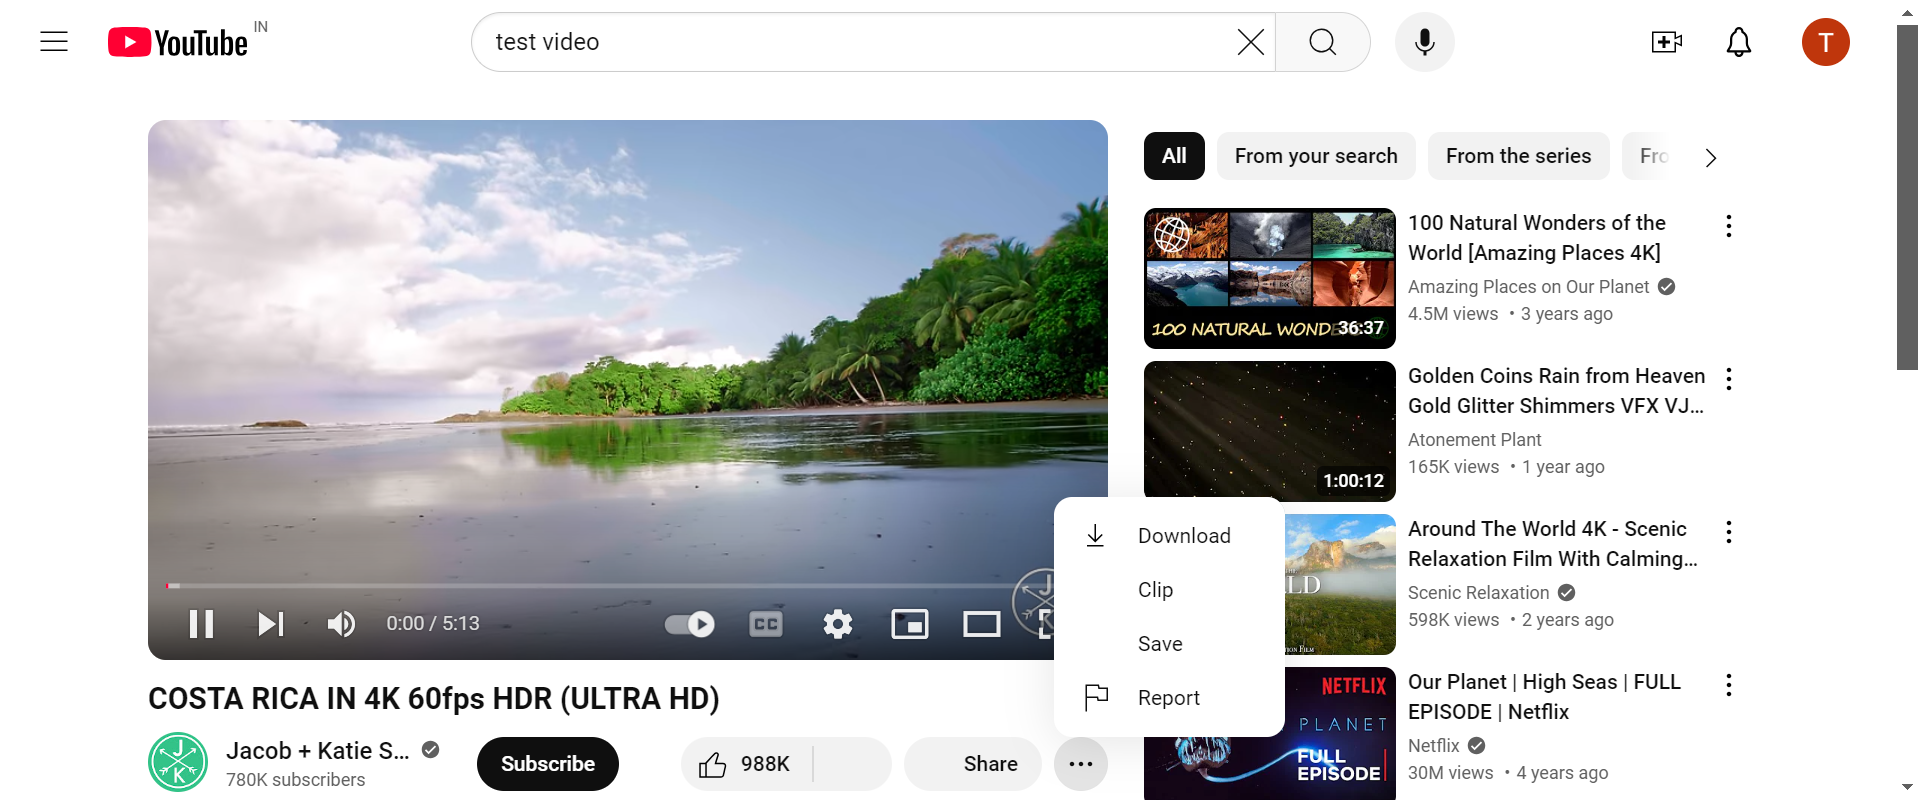 YouTube IN
test video
T
All
From your search
From the series
Fro
100 NATURAL WOND
36:37
100 Natural Wonders of the
World [Amazing Places 4K]
Amazing Places on Our Planet
4.5M views • 3 years ago
1:00:12
Golden Coins Rain from Heaven
Gold Glitter Shimmers VFX VJ...
Atonement Plant
165K views • 1 year ago
Around The World 4K - Scenic
Relaxation Film With Calming...
Scenic Relaxation
598K views • 2 years ago
NETFLIX
PLANET
FULL
EPISODE
Our Planet | High Seas | FULL
EPISODE | Netflix
Netflix
30M views • 4 years ago
Download
Clip
Save
Report
0:00 / 5:13
CC
J
K
COSTA RICA IN 4K 60fps HDR (ULTRA HD)
J
K
Jacob + Katie S...
780K subscribers
Subscribe
988K
Share